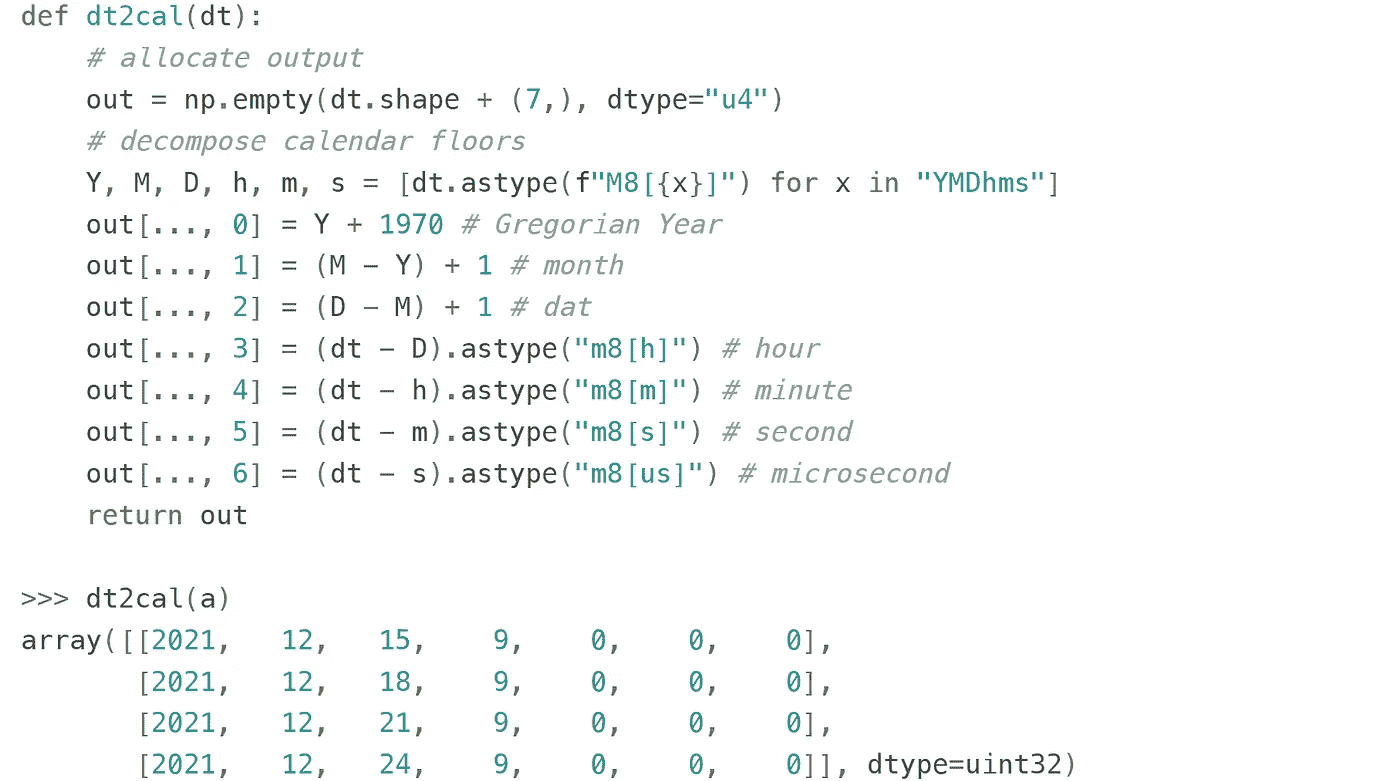 def dt2cal(dt):
    # allocate output
    out = np.empty(dt.shape + (7,), dtype="u4")
    # decompose calendar floors
    Y, M, D, h, m, s = [dt.astype(f"M8[{x}]") for x in "YMDhms"]
    out[..., 0] = Y + 1970 # Gregorian Year
    out[..., 1] = (M - Y) + 1 # month
    out[..., 2] = (D - M) + 1 # dat
    out[..., 3] = (dt - D).astype("m8[h]") # hour
    out[..., 4] = (dt - h).astype("m8[m]") # minute
    out[..., 5] = (dt - m).astype("m8[s]") # second
    out[..., 6] = (dt - s).astype("m8[us]") # microsecond
    return out
>>> dt2cal(a)
array([[2021,   12,   15,    9,    0,    0,    0],
       [2021,   12,   18,    9,    0,    0,    0],
       [2021,   12,   21,    9,    0,    0,    0],
       [2021,   12,   24,    9,    0,    0,    0]], dtype=uint32)